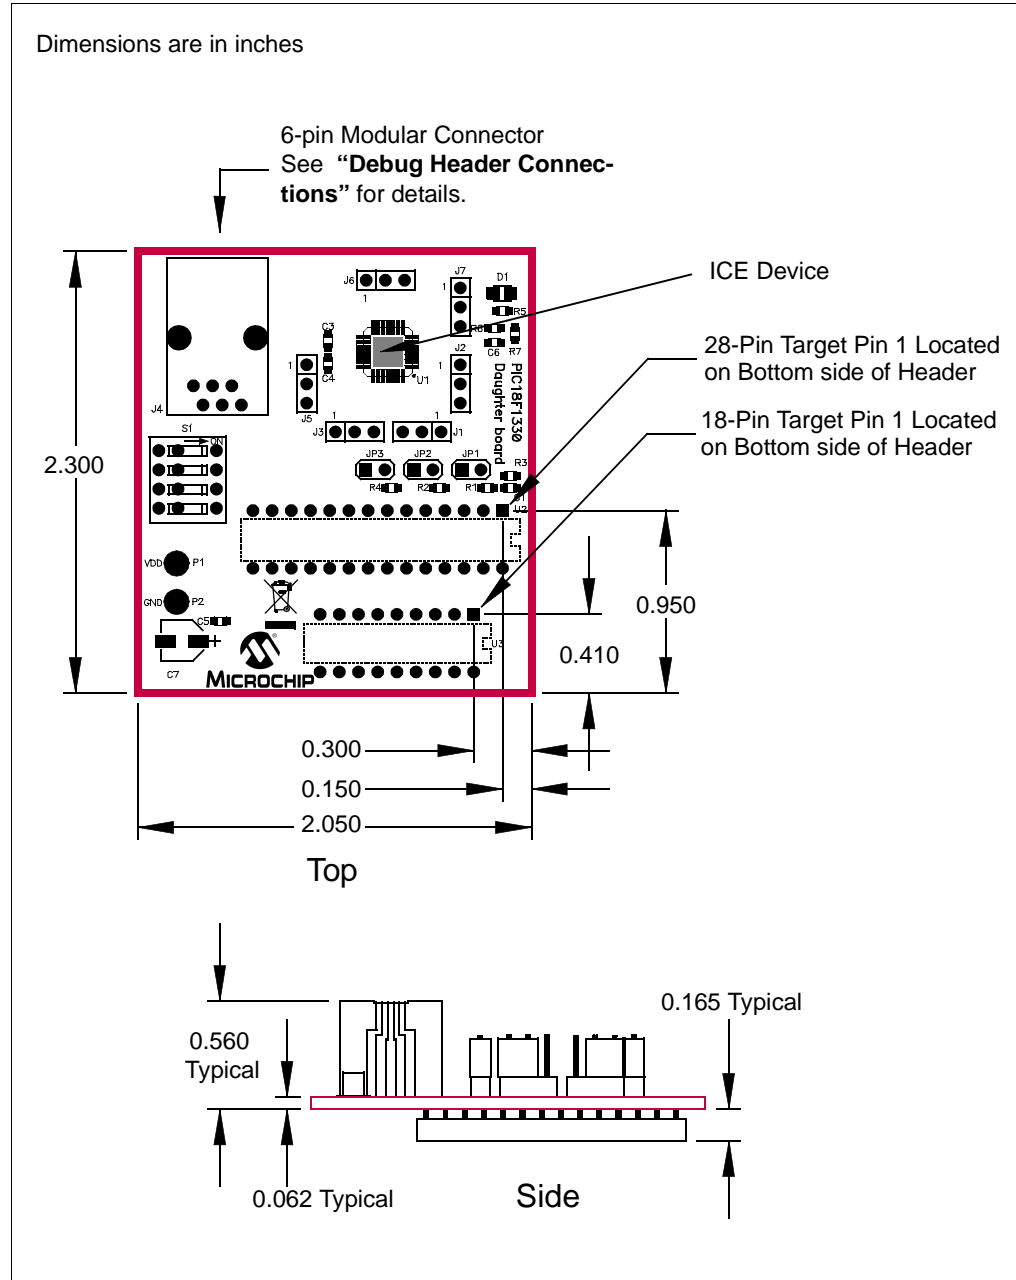 Dimensions are in inches
6-pin Modular Connector
See “Debug Header Connec-
tions” for details.
ICE Device
28-Pin Target Pin 1 Located
on Bottom side of Header
18-Pin Target Pin 1 Located
on Bottom side of Header
J6
1
J7
1
D1
R5
R6
C6
R7
C3
C4
U1
J2
1
1
J5
J4
PIC18F1330
Daughter board
S1
ON
J3
1
1
J1
JP3
JP2
JP1
R3
R4
R2
R1
U2
VDD
P1
GND
P2
C5
C7
+
U3
MICROCHIP
®
2.300
0.950
0.410
0.300
0.150
2.050
Top
0.560
Typical
0.165 Typical
0.062 Typical
Side